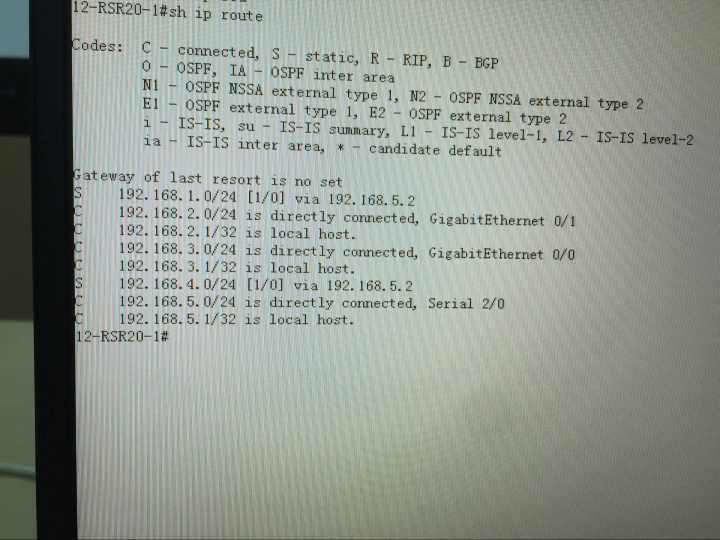 12-RSR20-1#sh ip route
Codes: C - connected, S - static, R - RIP, B - BGP
O - OSPF, IA - OSPF inter area
N1 - OSPF NSSA external type 1, N2 - OSPF NSSA external type 2
E1 - OSPF external type 1, E2 - OSPF external type 2
i - IS-IS, su - IS-IS summary, L1 - IS-IS level-1, L2 - IS-IS level-2
ia - IS-IS inter area, * - candidate default
Gateway of last resort is no set
S 192.168.1.0/24 [1/0] via 192.168.5.2
C 192.168.2.0/24 is directly connected, GigabitEthernet 0/1
C 192.168.2.1/32 is local host.
C 192.168.3.0/24 is directly connected, GigabitEthernet 0/0
C 192.168.3.1/32 is local host.
S 192.168.4.0/24 [1/0] via 192.168.5.2
C 192.168.5.0/24 is directly connected, Serial 2/0
C 192.168.5.1/32 is local host.
12-RSR20-1#